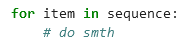 for item in sequence:
    # do smth